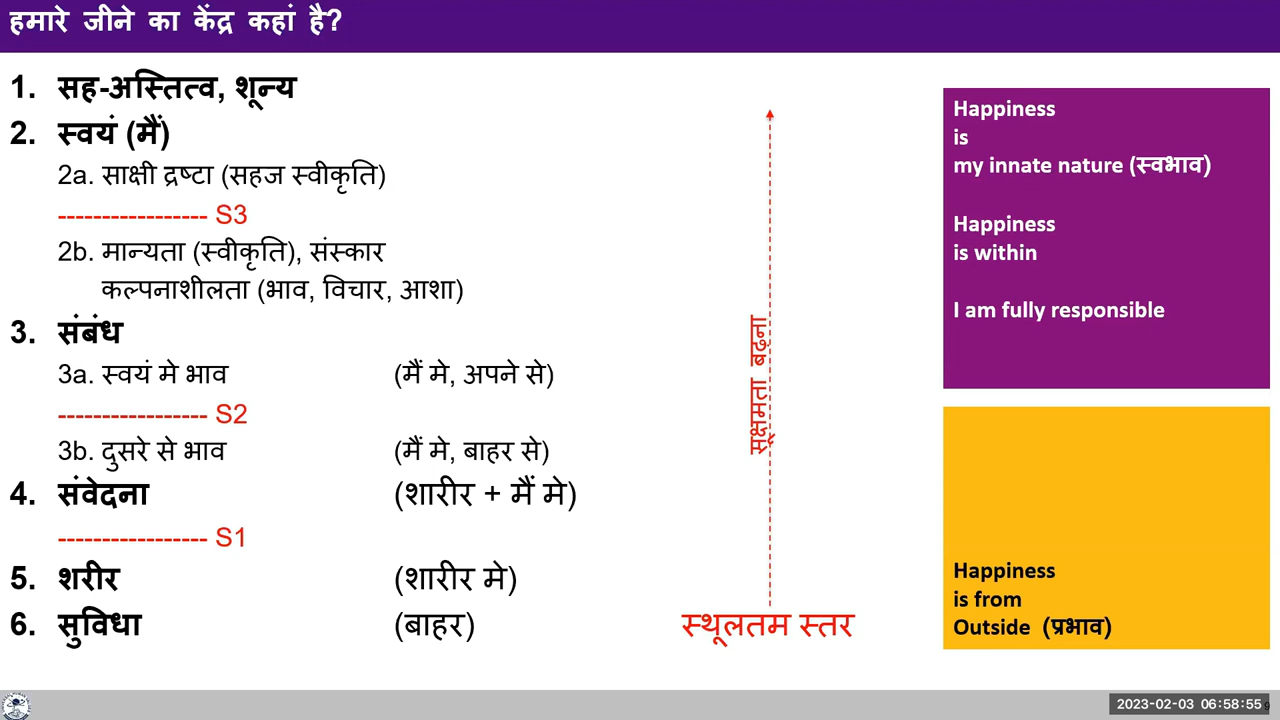 हमारे जीने का केंद्र कहां है?
1. सह-अस्तित्व, शून्य
2. स्वयं (मैं)
2a. साक्षी द्रष्टा (सहज स्वीकृति)
----------------- S3
2b. मान्यता (स्वीकृति), संस्कार
कल्पनाशीलता (भाव, विचार, आशा)
3. संबंध
3a. स्वयं मे भाव (मैं मे, अपने से)
----------------- S2
3b. दुसरे से भाव (मैं मे, बाहर से)
4. संवेदना (शारीर + मैं मे)
----------------- S1
5. शरीर (शारीर मे)
6. सुविधा (बाहर)
सूक्षमता बढ़ना
स्थूलतम स्तर
Happiness
is
my innate nature (स्वभाव)
Happiness
is within
I am fully responsible
Happiness
is from
Outside (प्रभाव)
2023-02-03 06:58:55
9